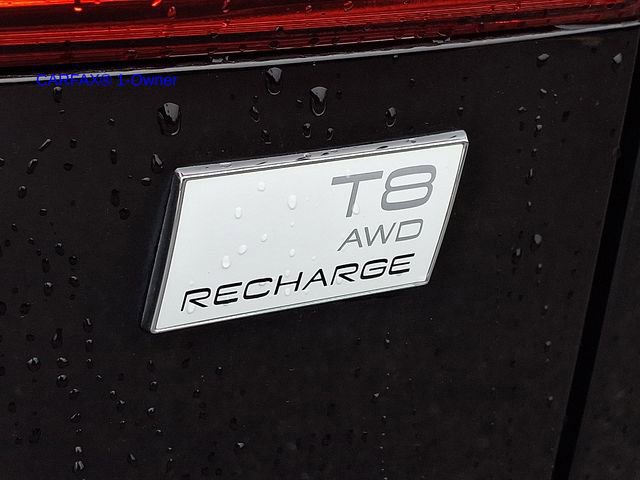 CARFAX® 1-Owner
T8
AWD
RECHARGE